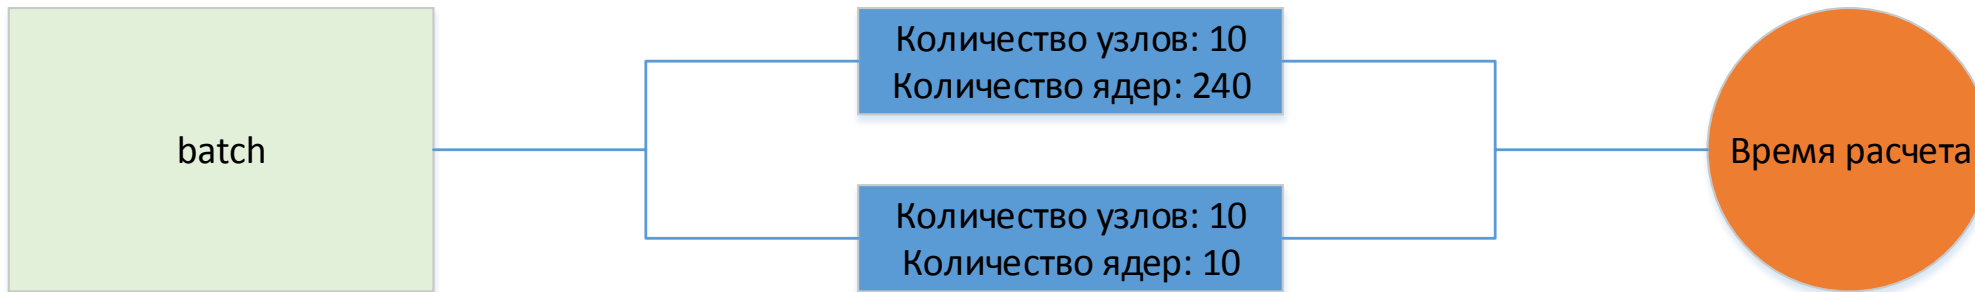 batch
Количество узлов: 10
Количество ядер: 240
Количество узлов: 10
Количество ядер: 10
Время расчета